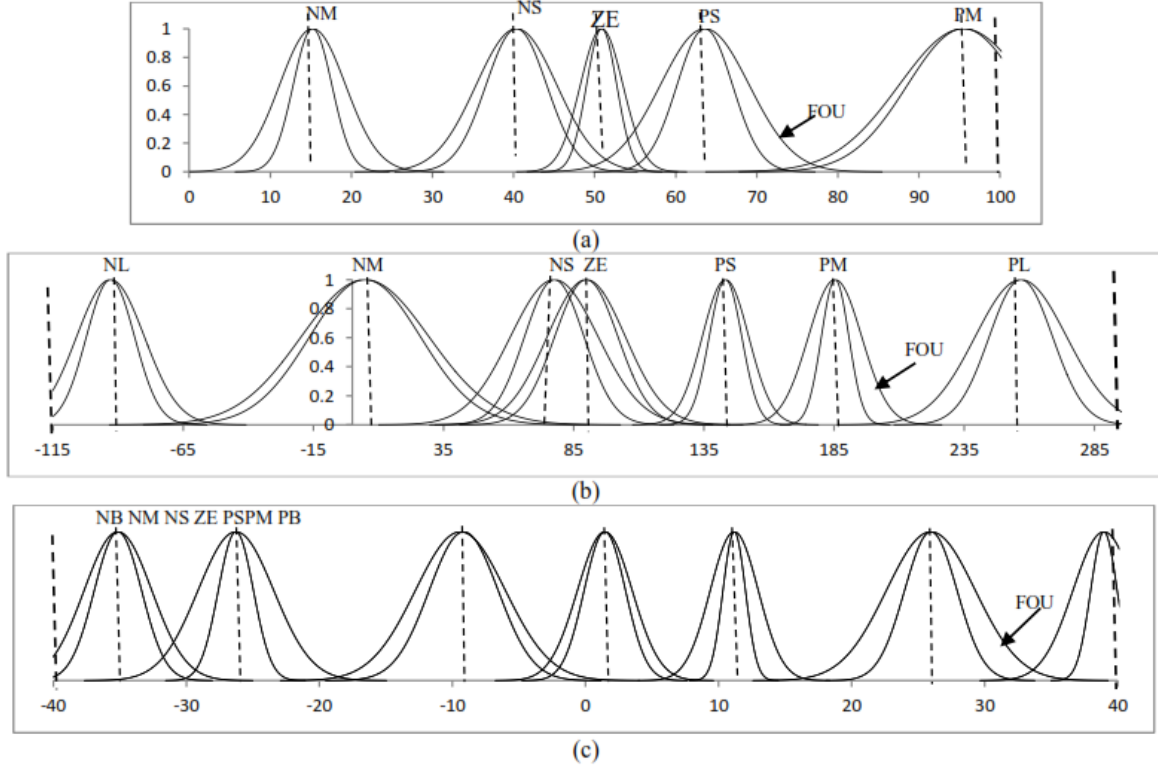 NM NS ZE PS PM
1
0.8
0.6
0.4
0.2
0
FOU
0 10 20 30 40 50 60 70 80 90 100
(a)
NL NM NS ZE PS PM PL
1
0.8
0.6
0.4
0.2
0
FOU
-115 -65 -15 35 85 135 185 235 285
(b)
NB NM NS ZE PSPM PB
FOU
-40 -30 -20 -10 0 10 20 30 40
(c)